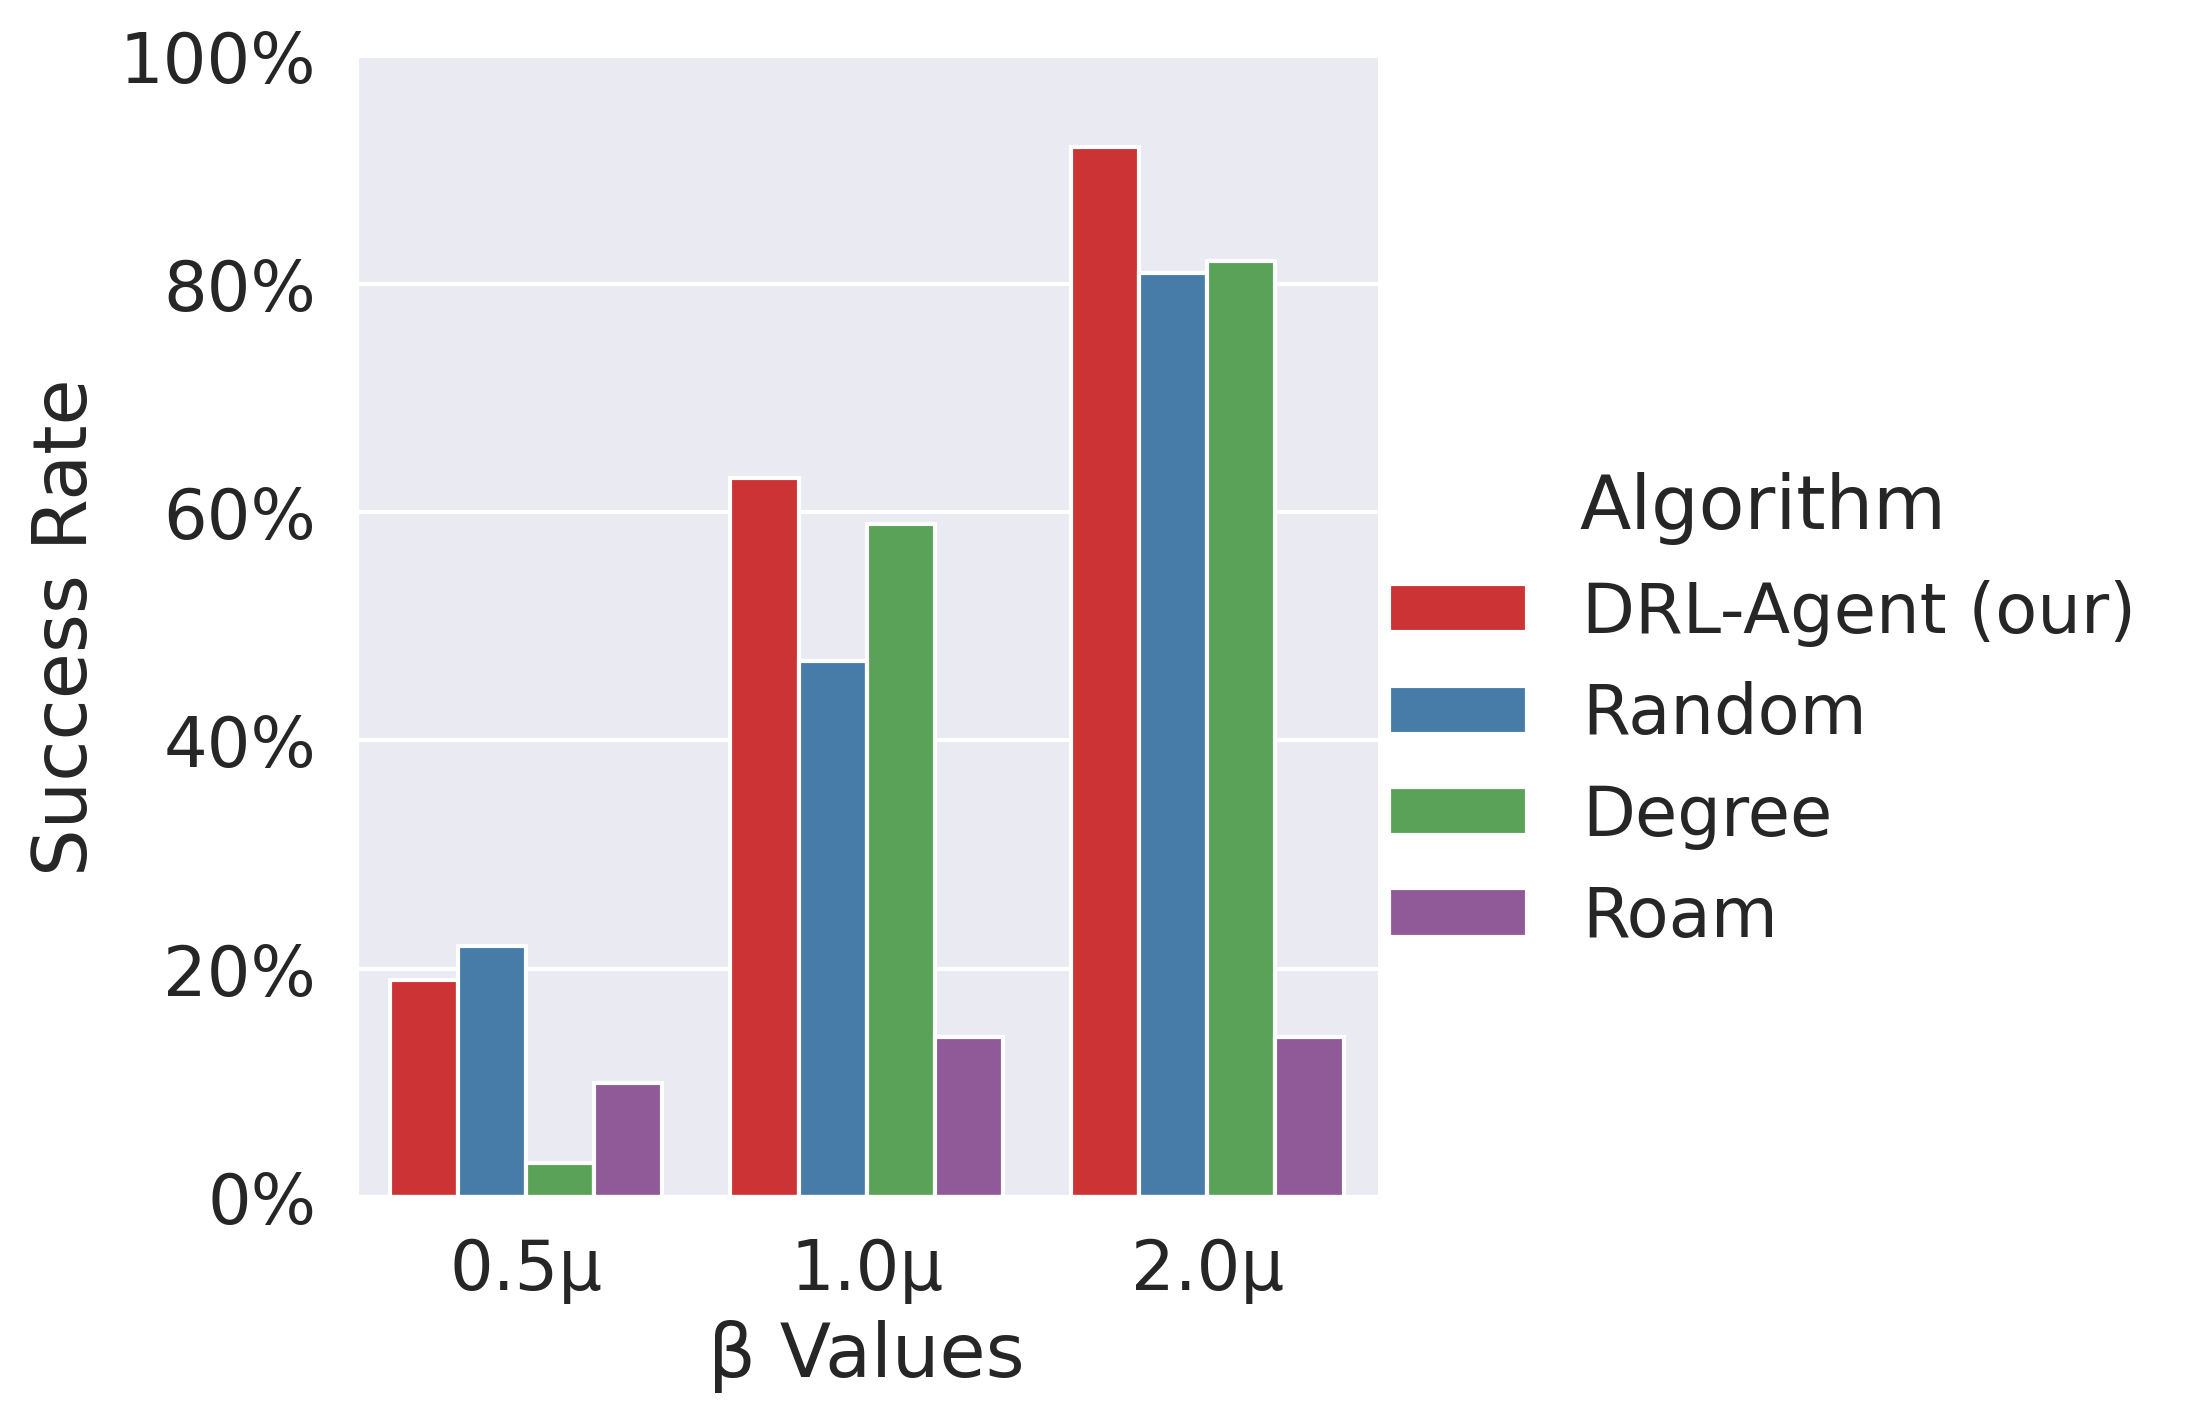 100%
80%
60%
40%
20%
0%
Success Rate
0.5μ
1.0μ
2.0μ
β Values
Algorithm
DRL-Agent (our)
Random
Degree
Roam